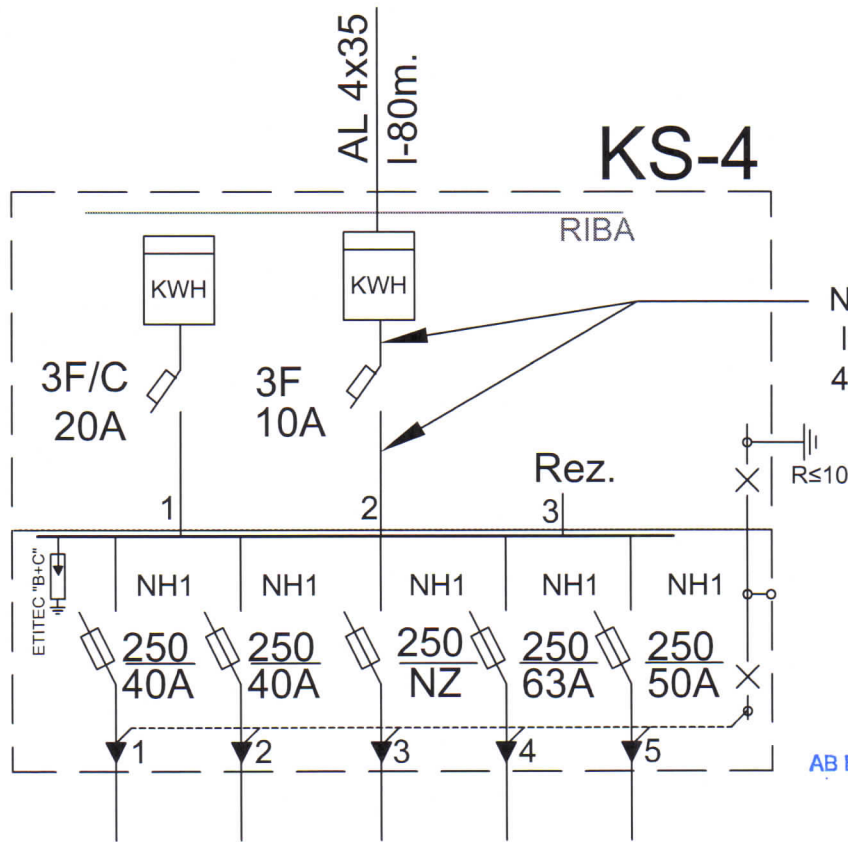 AL 4x35
l-80m.
KS-4
RIBA
KWH
KWH
N
I
4
3F/C
20A
3F
10A
R≤10
Rez.
1
2
3
ETITEC "B+C"
NH1
NH1
NH1
NH1
NH1
250
40A
250
40A
250
NZ
250
63A
250
50A
1
2
3
4
5
AB